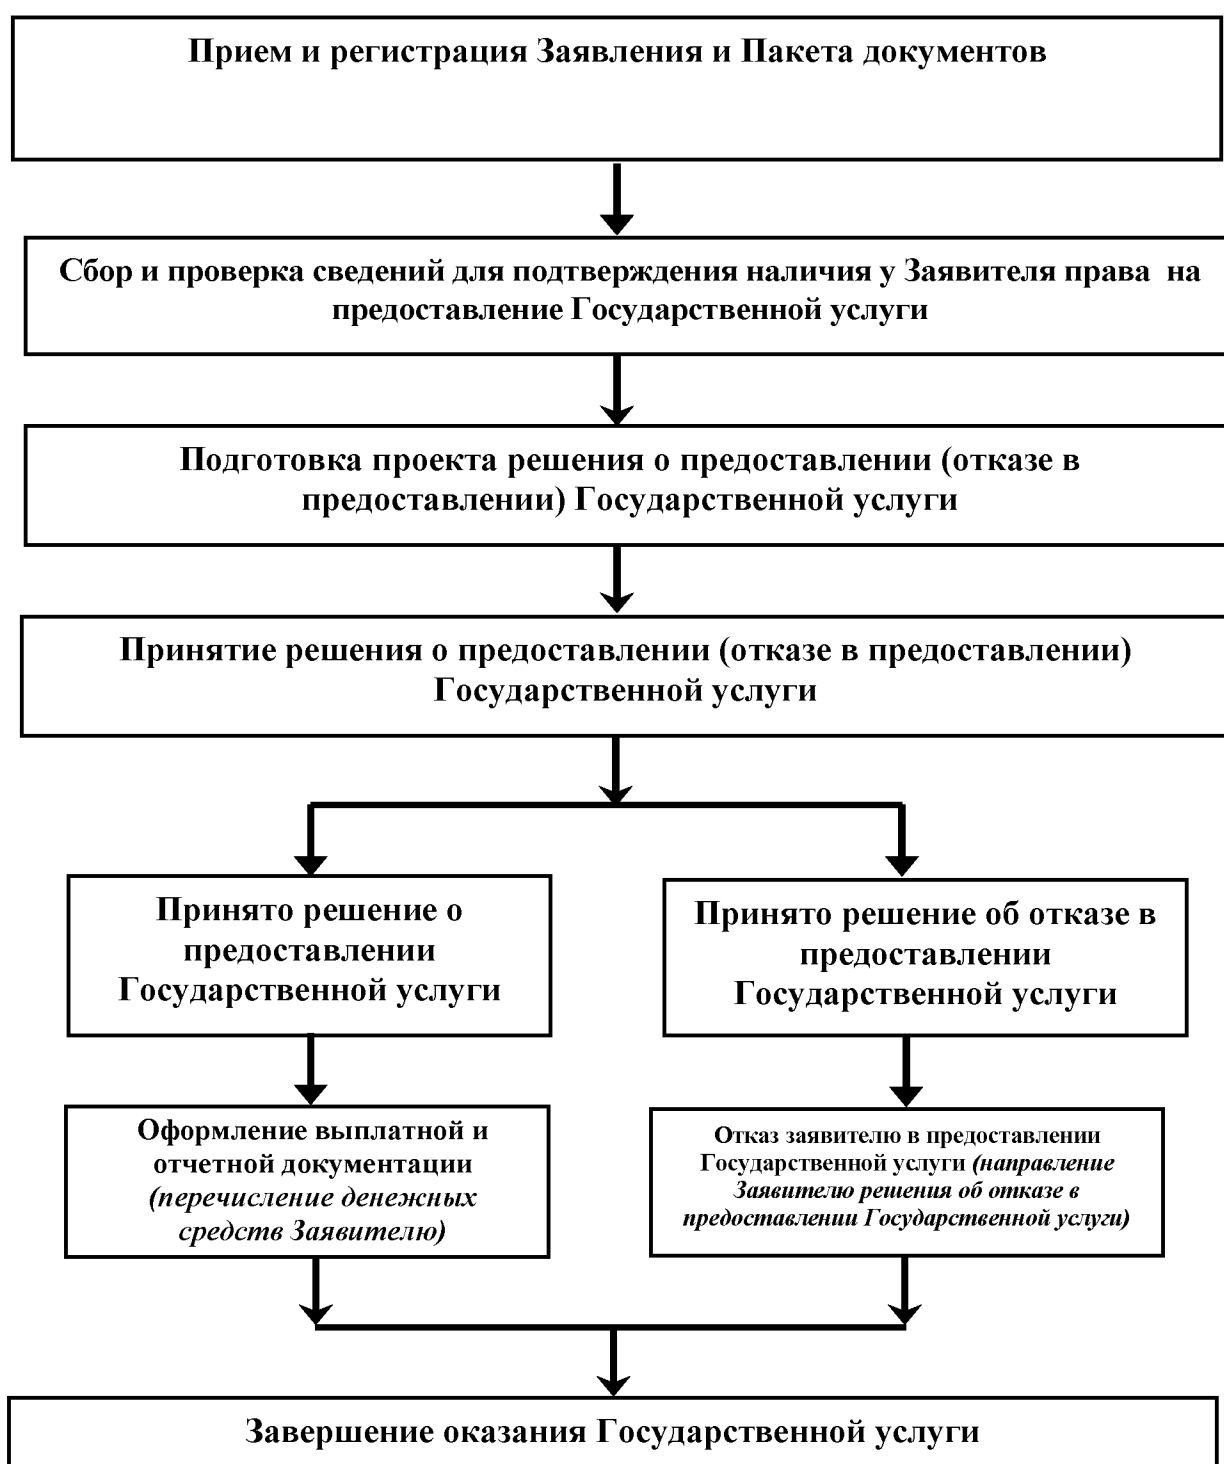 Прием и регистрация Заявления и Пакета документов
Сбор и проверка сведений для подтверждения наличия у Заявителя права на
предоставление Государственной услуги
Подготовка проекта решения о предоставлении (отказе в
предоставлении) Государственной услуги
Принятие решения о предоставлении (отказе в предоставлении)
Государственной услуги
Принято решение о
предоставлении
Государственной услуги
Принято решение об отказе в
предоставлении
Государственной услуги
Оформление выплатной и
отчетной документации
(перечисление денежных
средств Заявителю)
Отказ заявителю в предоставлении
Государственной услуги (направление
Заявителю решения об отказе в
предоставлении Государственной услуги)
Завершение оказания Государственной услуги